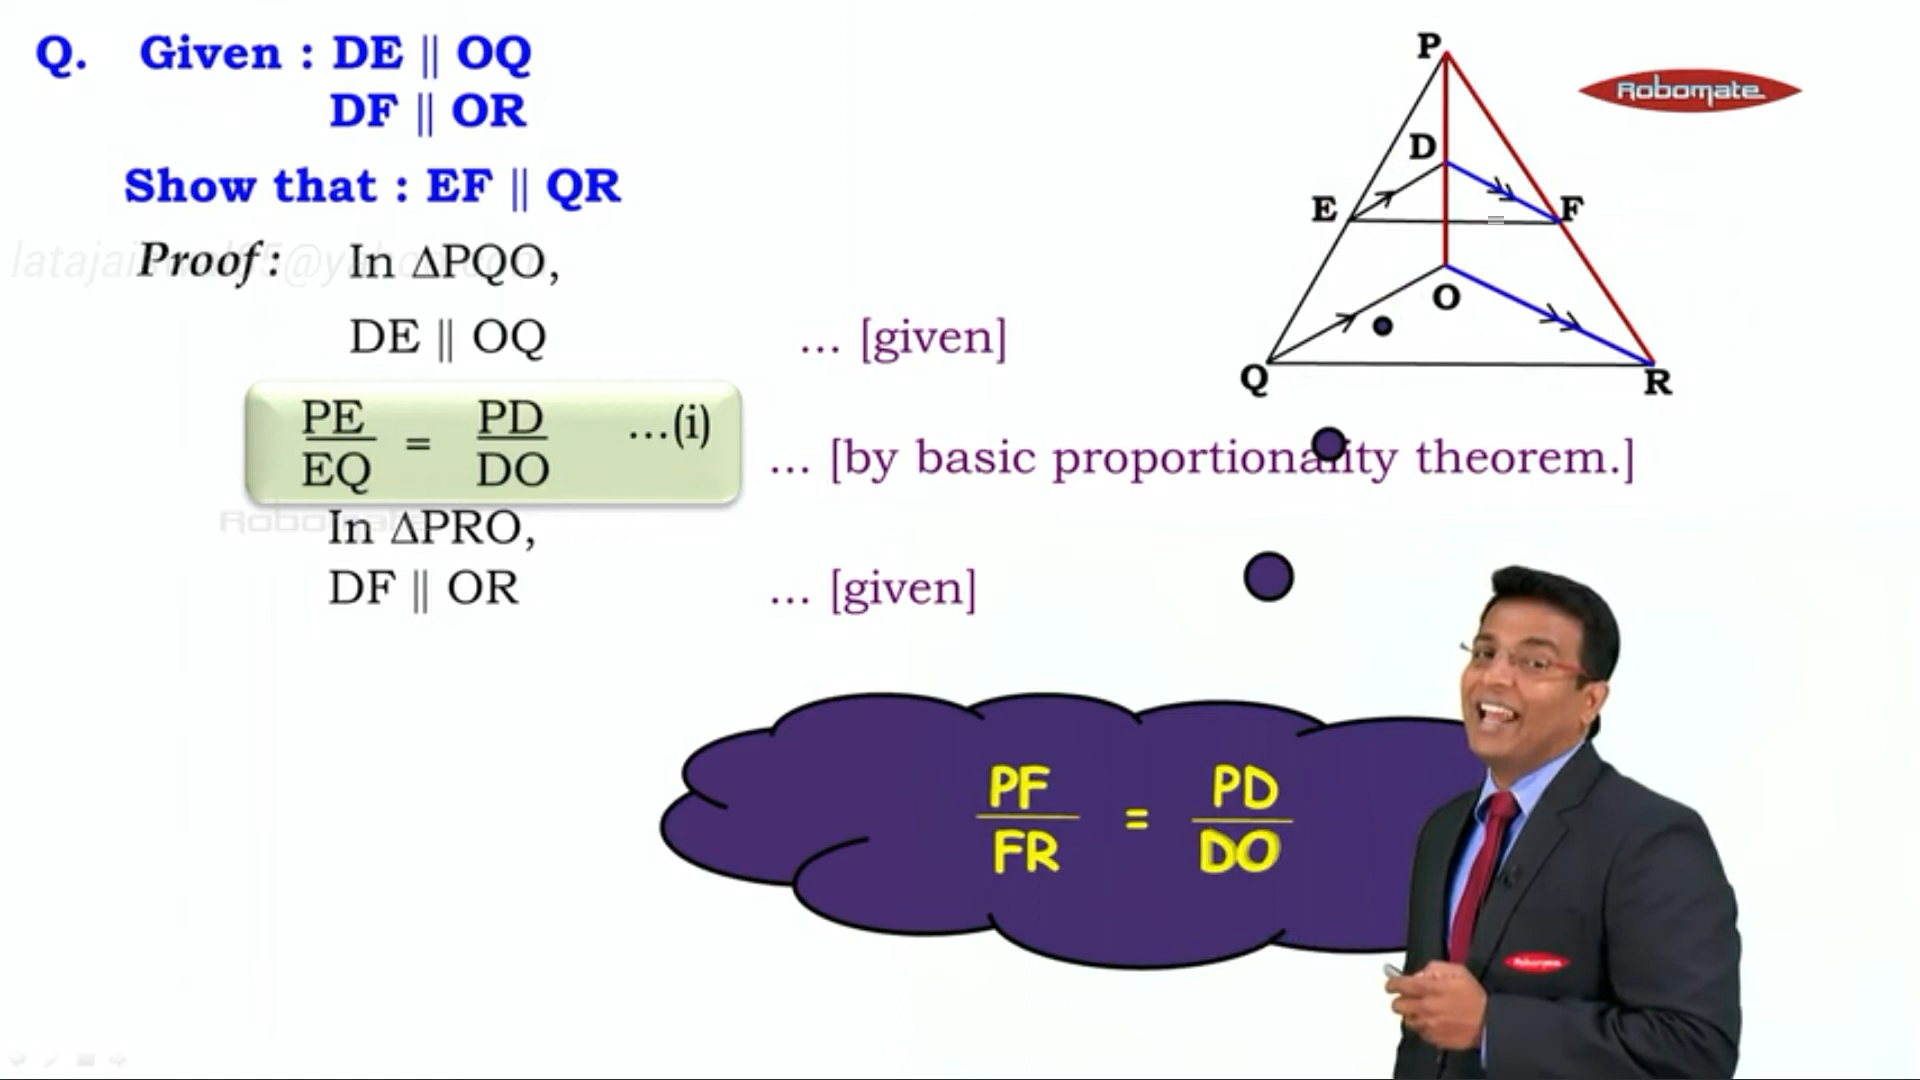 Q. Given : DE || OQ
DF || OR
Show that : EF || QR
Proof : In ΔPQO,
DE || OQ ... [given]
PE/EQ = PD/DO ...(i) ... [by basic proportionality theorem.]
In ΔPRO,
DF || OR ... [given]
PF/FR = PD/DO
P
D
E
F
O
Q
R
Robomate
Robomate